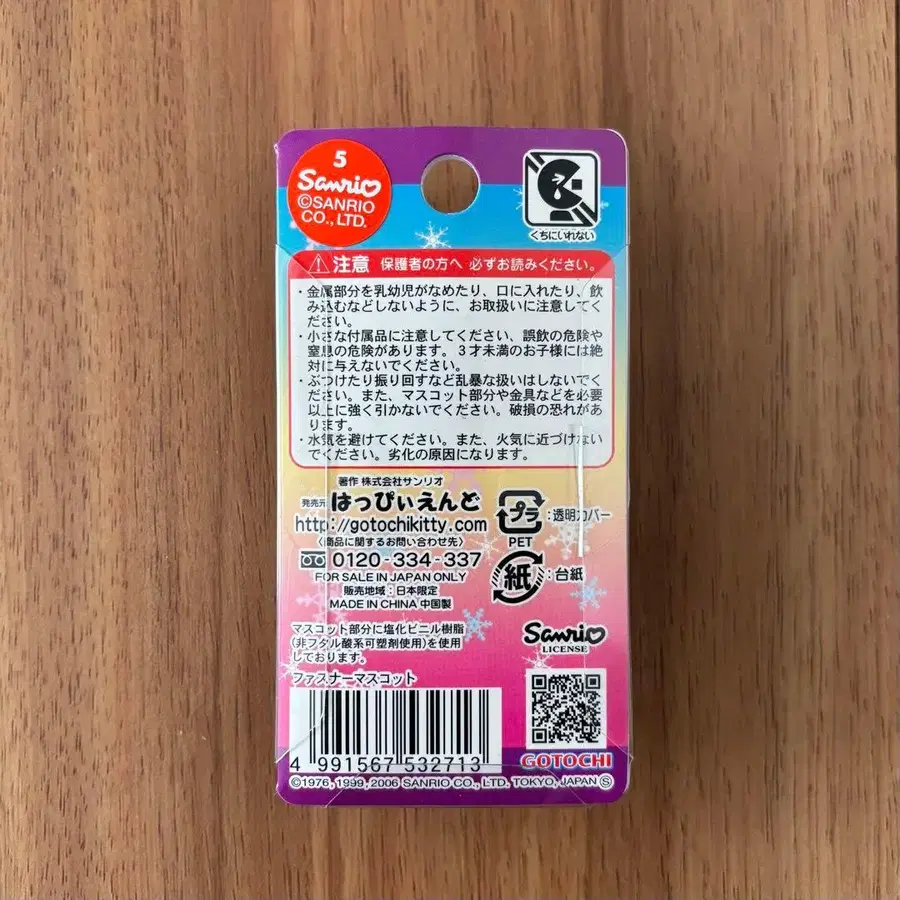 5
Sanrio
©SANRIO
CO., LTD.
くちにいれない
注意 保護者の方へ 必ずお読みください。
・金属部分を乳幼児がなめたり、口に入れたり、飲
み込むなどしないように、お取扱いに注意してく
ださい。
・小さな付属品に注意してください、誤飲の危険や
窒息の危険があります。3才未満のお子様には絶
対に与えないでください。
・ぶつけたり振り回すなど乱暴な扱いはしないでく
ださい。また、マスコット部分や金具などを必要
以上に強く引かないでください。破損の恐れがあ
ります。
・水気を避けてください。また、火気に近づけない
でください。劣化の原因になります。
著作 株式会社サンリオ
発売元 はっぴぃえんど
http://gotochikitty.com
〈商品に関するお問い合わせ先〉
0120-334-337
FOR SALE IN JAPAN ONLY
販売地域:日本限定
MADE IN CHINA 中国製
プラ :透明カバー
PET
紙 :台紙
マスコット部分に塩化ビニル樹脂
(非フタル酸系可塑剤使用)を使用
しております。
ファスナーマスコット
Sanrio
LICENSE
4 991567 532713
GOTOCHI
©1976, 1999, 2006 SANRIO CO., LTD. TOKYO, JAPAN Ⓢ